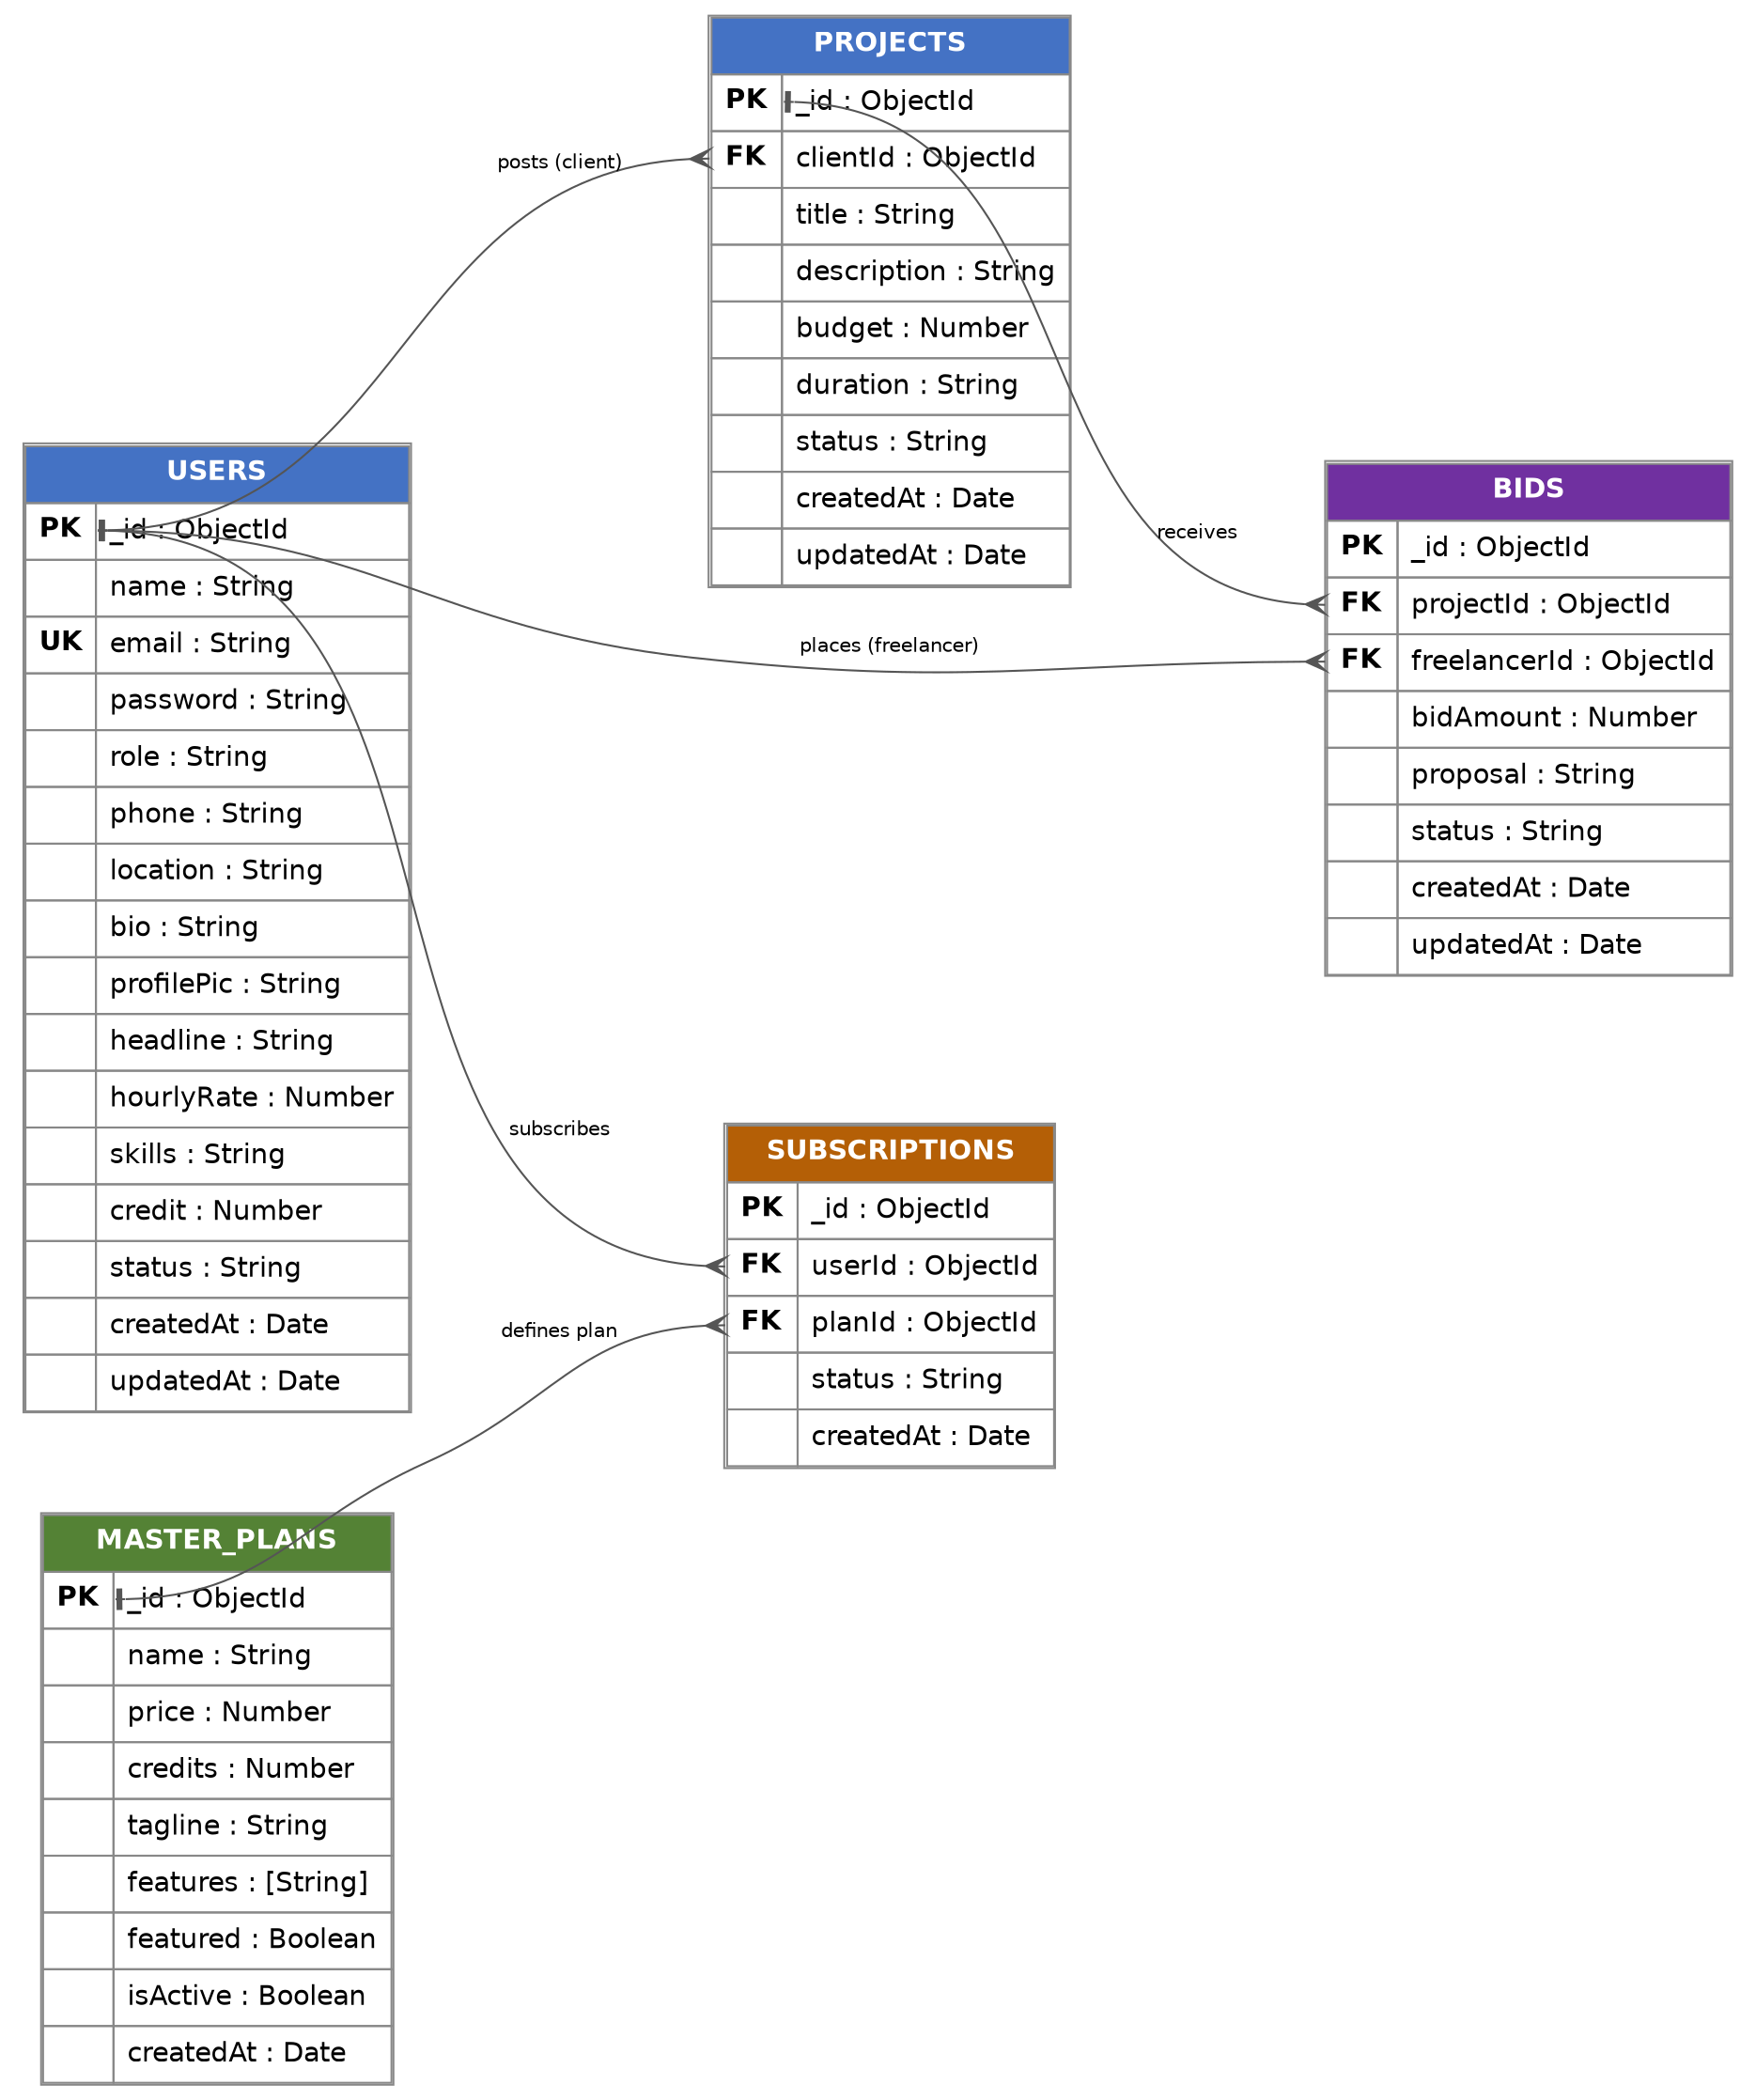 PROJECTS
PK _id : ObjectId
FK clientId : ObjectId
title : String
description : String
budget : Number
duration : String
status : String
createdAt : Date
updatedAt : Date
posts (client)
USERS
PK _id : ObjectId
name : String
UK email : String
password : String
role : String
phone : String
location : String
bio : String
profilePic : String
headline : String
hourlyRate : Number
skills : String
credit : Number
status : String
createdAt : Date
updatedAt : Date
receives
places (freelancer)
BIDS
PK _id : ObjectId
FK projectId : ObjectId
FK freelancerId : ObjectId
bidAmount : Number
proposal : String
status : String
createdAt : Date
updatedAt : Date
subscribes
defines plan
SUBSCRIPTIONS
PK _id : ObjectId
FK userId : ObjectId
FK planId : ObjectId
status : String
createdAt : Date
MASTER_PLANS
PK _id : ObjectId
name : String
price : Number
credits : Number
tagline : String
features : [String]
featured : Boolean
isActive : Boolean
createdAt : Date